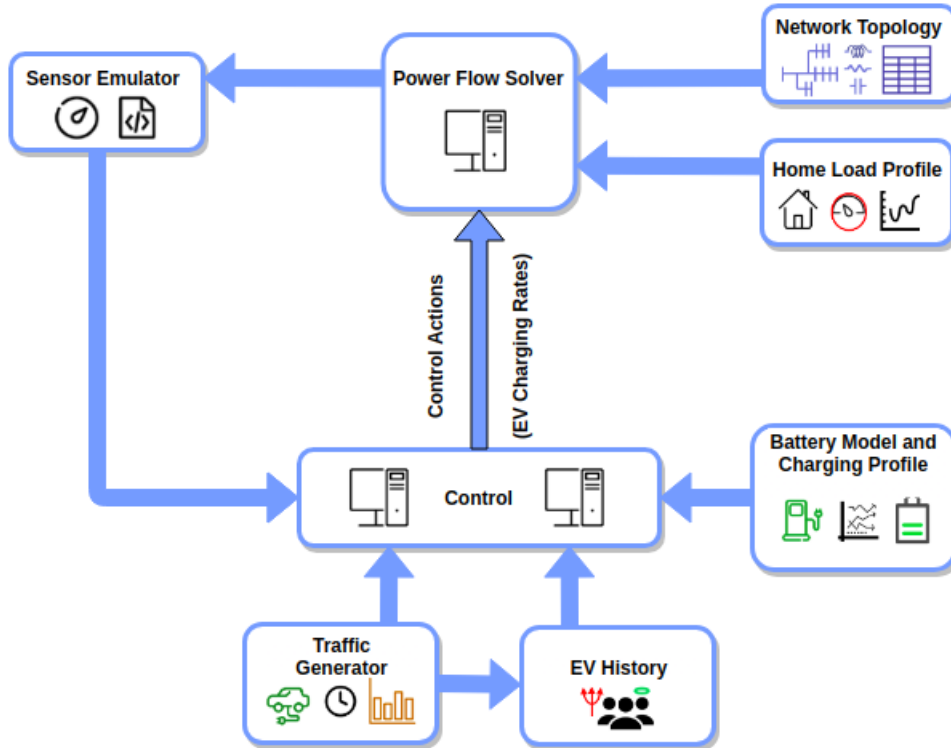 Network Topology
Sensor Emulator
Power Flow Solver
</>
Home Load Profile
Control Actions
(EV Charging Rates)
Battery Model and
Charging Profile
Control
Traffic
Generator
EV History